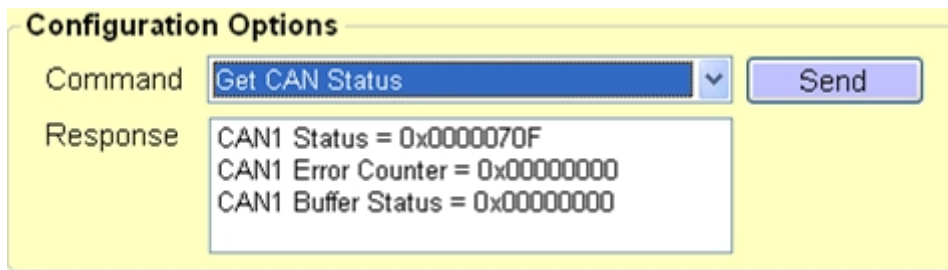 Configuration Options
Command Get CAN Status Send
Response
CAN1 Status = 0x0000070F
CAN1 Error Counter = 0x00000000
CAN1 Buffer Status = 0x00000000